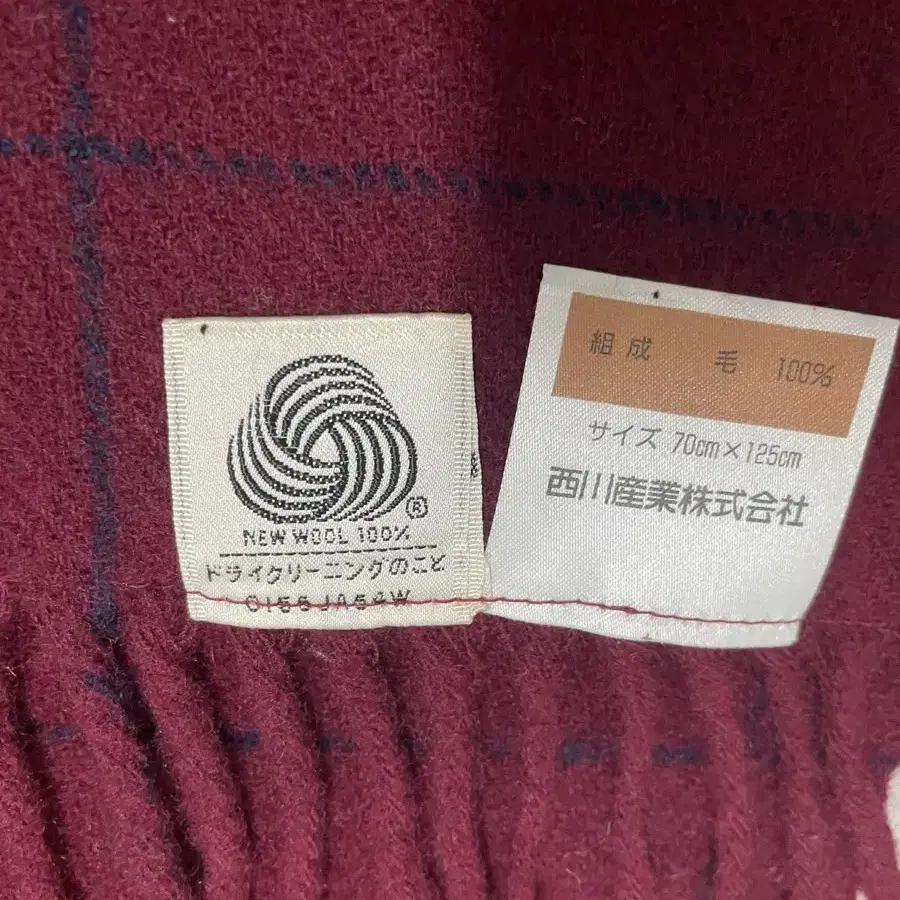 ®
NEW WOOL 100%
ドライクリーニングのこと
組成 毛 100%
サイズ 70cm×125cm
西川産業株式会社